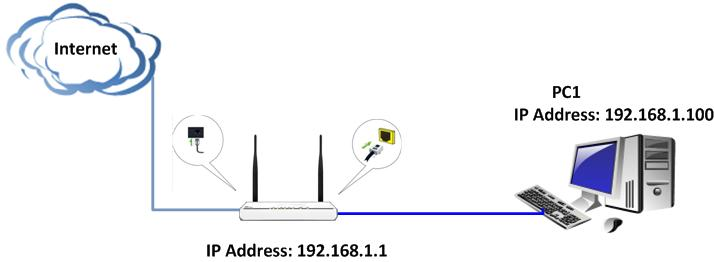 Internet
PC1
IP Address: 192.168.1.100
IP Address: 192.168.1.1